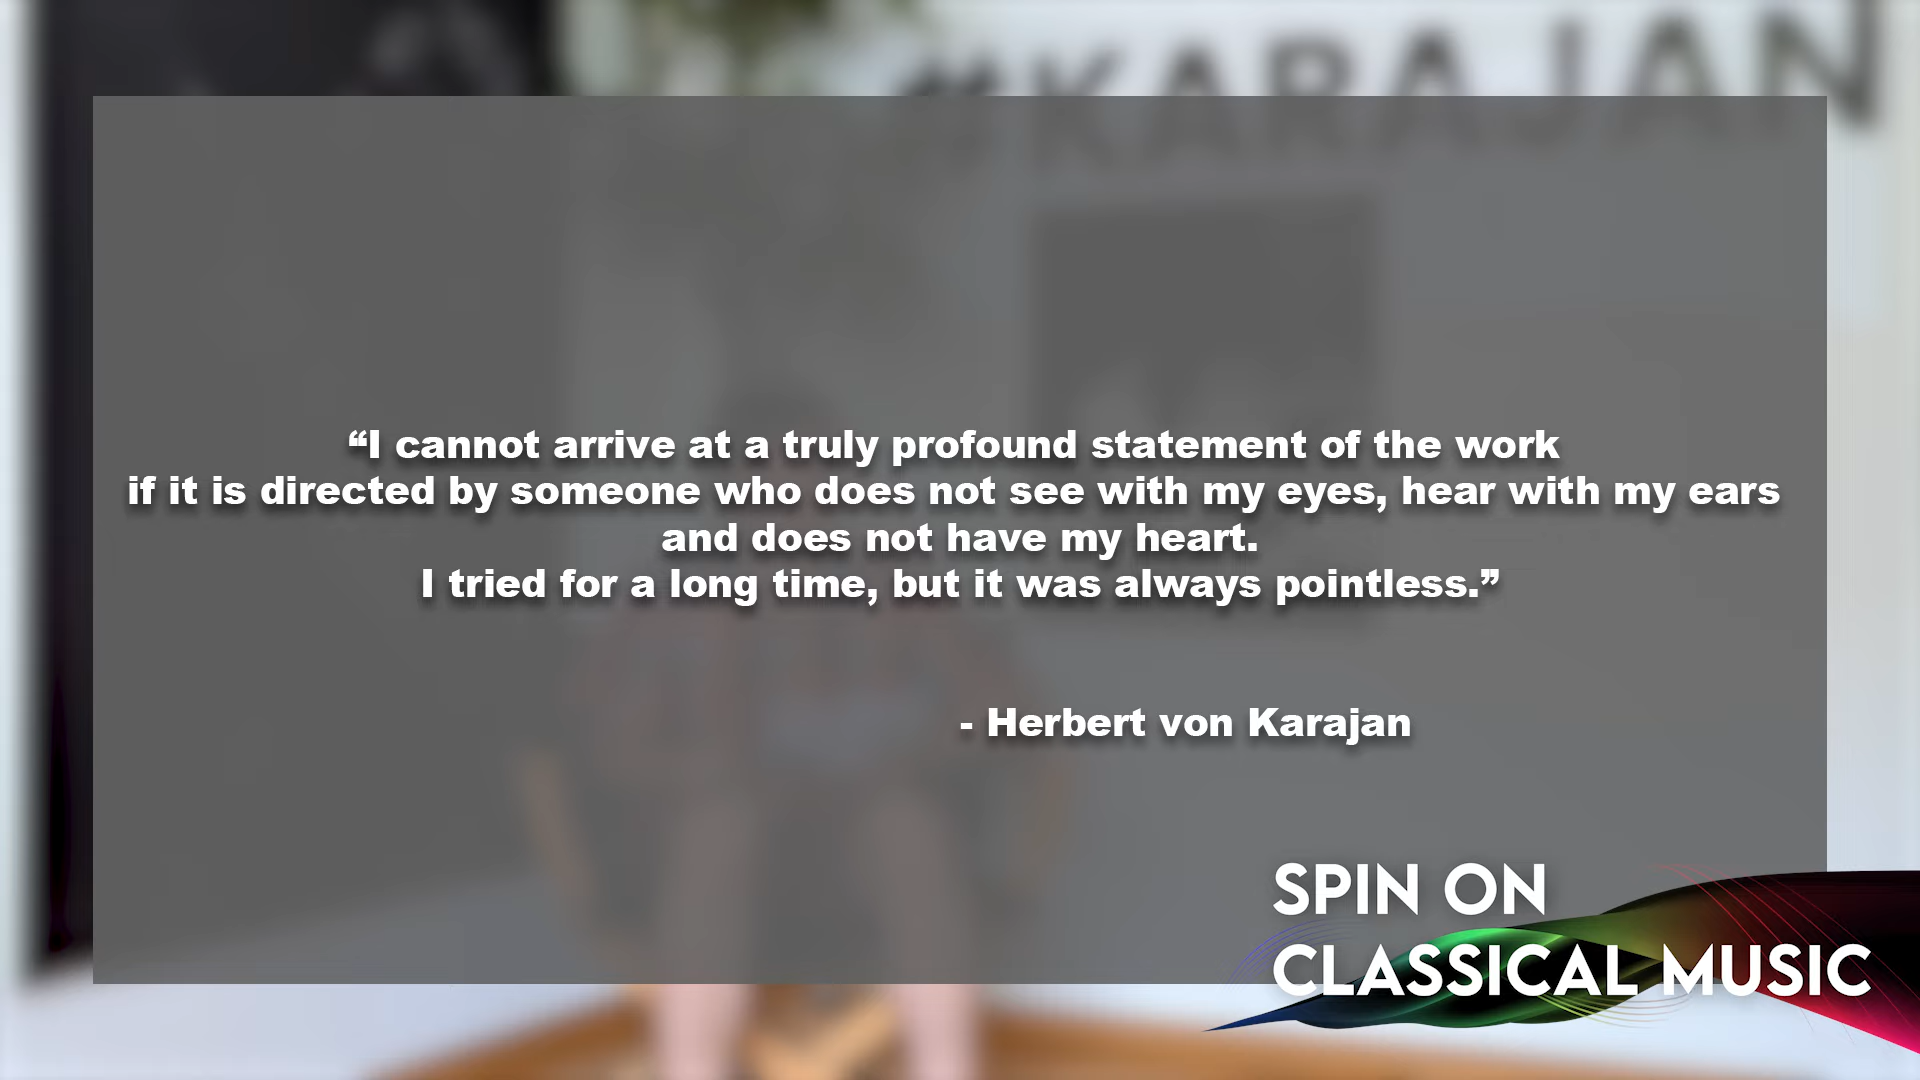 #KARAJAN
“I cannot arrive at a truly profound statement of the work
if it is directed by someone who does not see with my eyes, hear with my ears
and does not have my heart.
I tried for a long time, but it was always pointless.”
- Herbert von Karajan
SPIN ON
CLASSICAL MUSIC